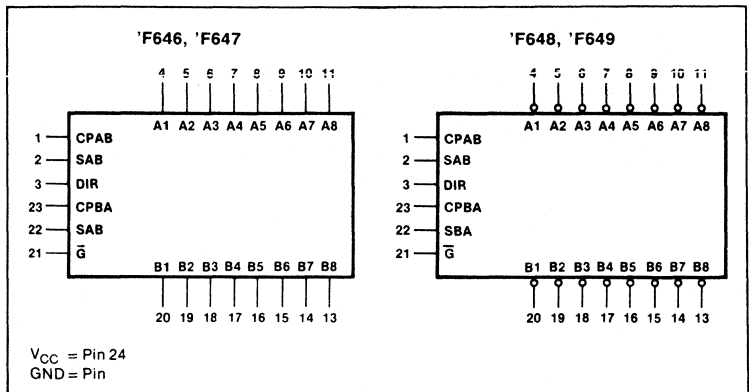 'F646, 'F647
4 5 6 7 8 9 10 11
A1 A2 A3 A4 A5 A6 A7 A8
1 CPAB
2 SAB
3 DIR
23 CPBA
22 SAB
21 G̅
B1 B2 B3 B4 B5 B6 B7 B8
20 19 18 17 16 15 14 13
'F648, 'F649
4 5 6 7 8 9 10 11
A1 A2 A3 A4 A5 A6 A7 A8
1 CPAB
2 SAB
3 DIR
23 CPBA
22 SBA
21 G̅
B1 B2 B3 B4 B5 B6 B7 B8
20 19 18 17 16 15 14 13
VCC = Pin 24
GND = Pin